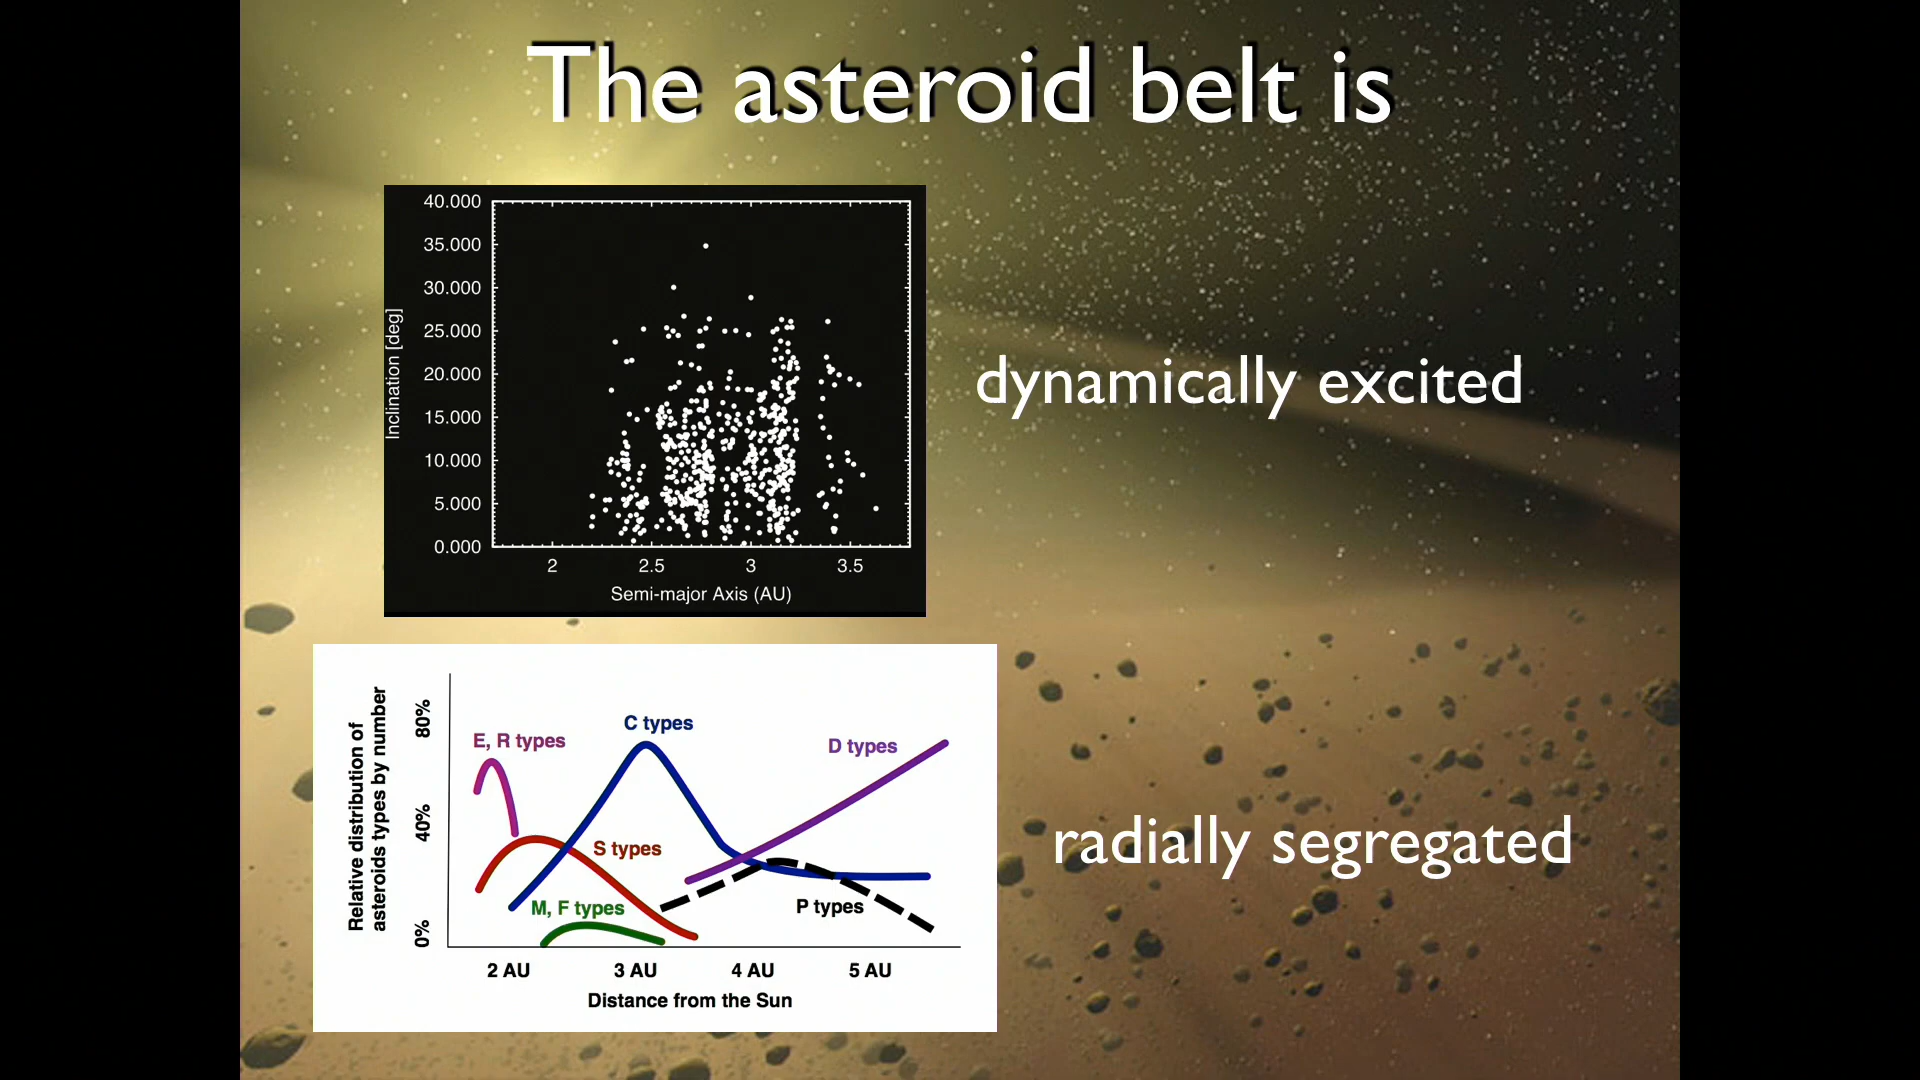 The asteroid belt is
40.000
35.000
30.000
25.000
20.000
15.000
10.000
5.000
0.000
Inclination [deg]
2 2.5 3 3.5
Semi-major Axis (AU)
dynamically excited
Relative distribution of
asteroids types by number
80%
40%
0%
E, R types
C types
D types
S types
M, F types
P types
2 AU 3 AU 4 AU 5 AU
Distance from the Sun
radially segregated